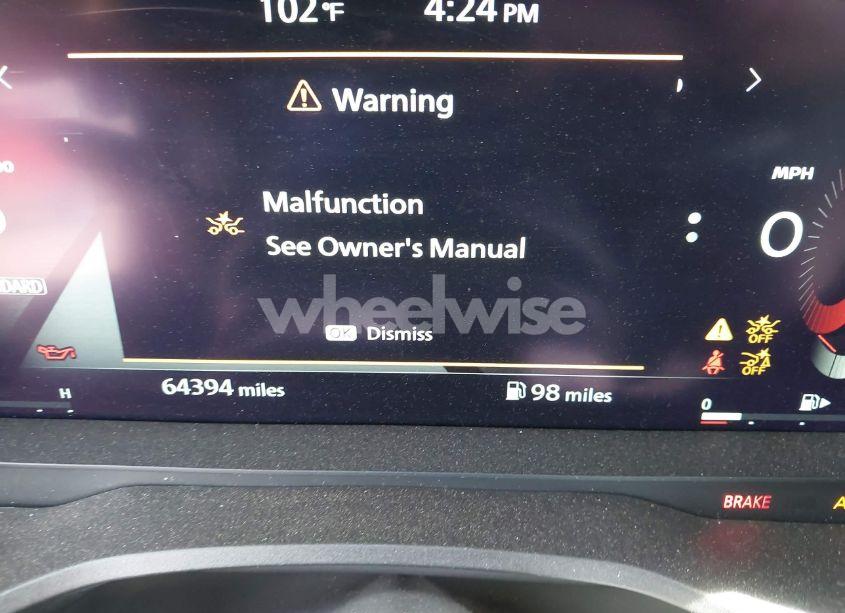 102°F 4:24 PM
Warning
MPH
Malfunction
0
See Owner's Manual
wheelwise
OK Dismiss
OFF
OFF
64394 miles
98 miles
H
0
BRAKE